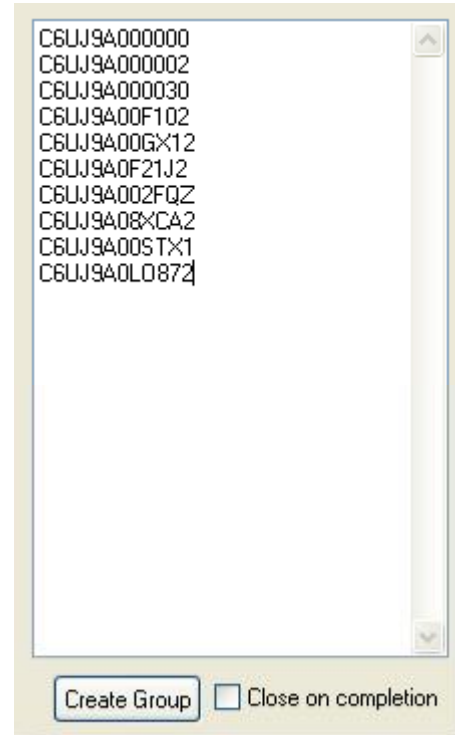 C6UJ9A000000
C6UJ9A000002
C6UJ9A000030
C6UJ9A00F102
C6UJ9A00GX12
C6UJ9A0F21J2
C6UJ9A002FQZ
C6UJ9A08XCA2
C6UJ9A00STX1
C6UJ9A0LO872
Create Group
Close on completion